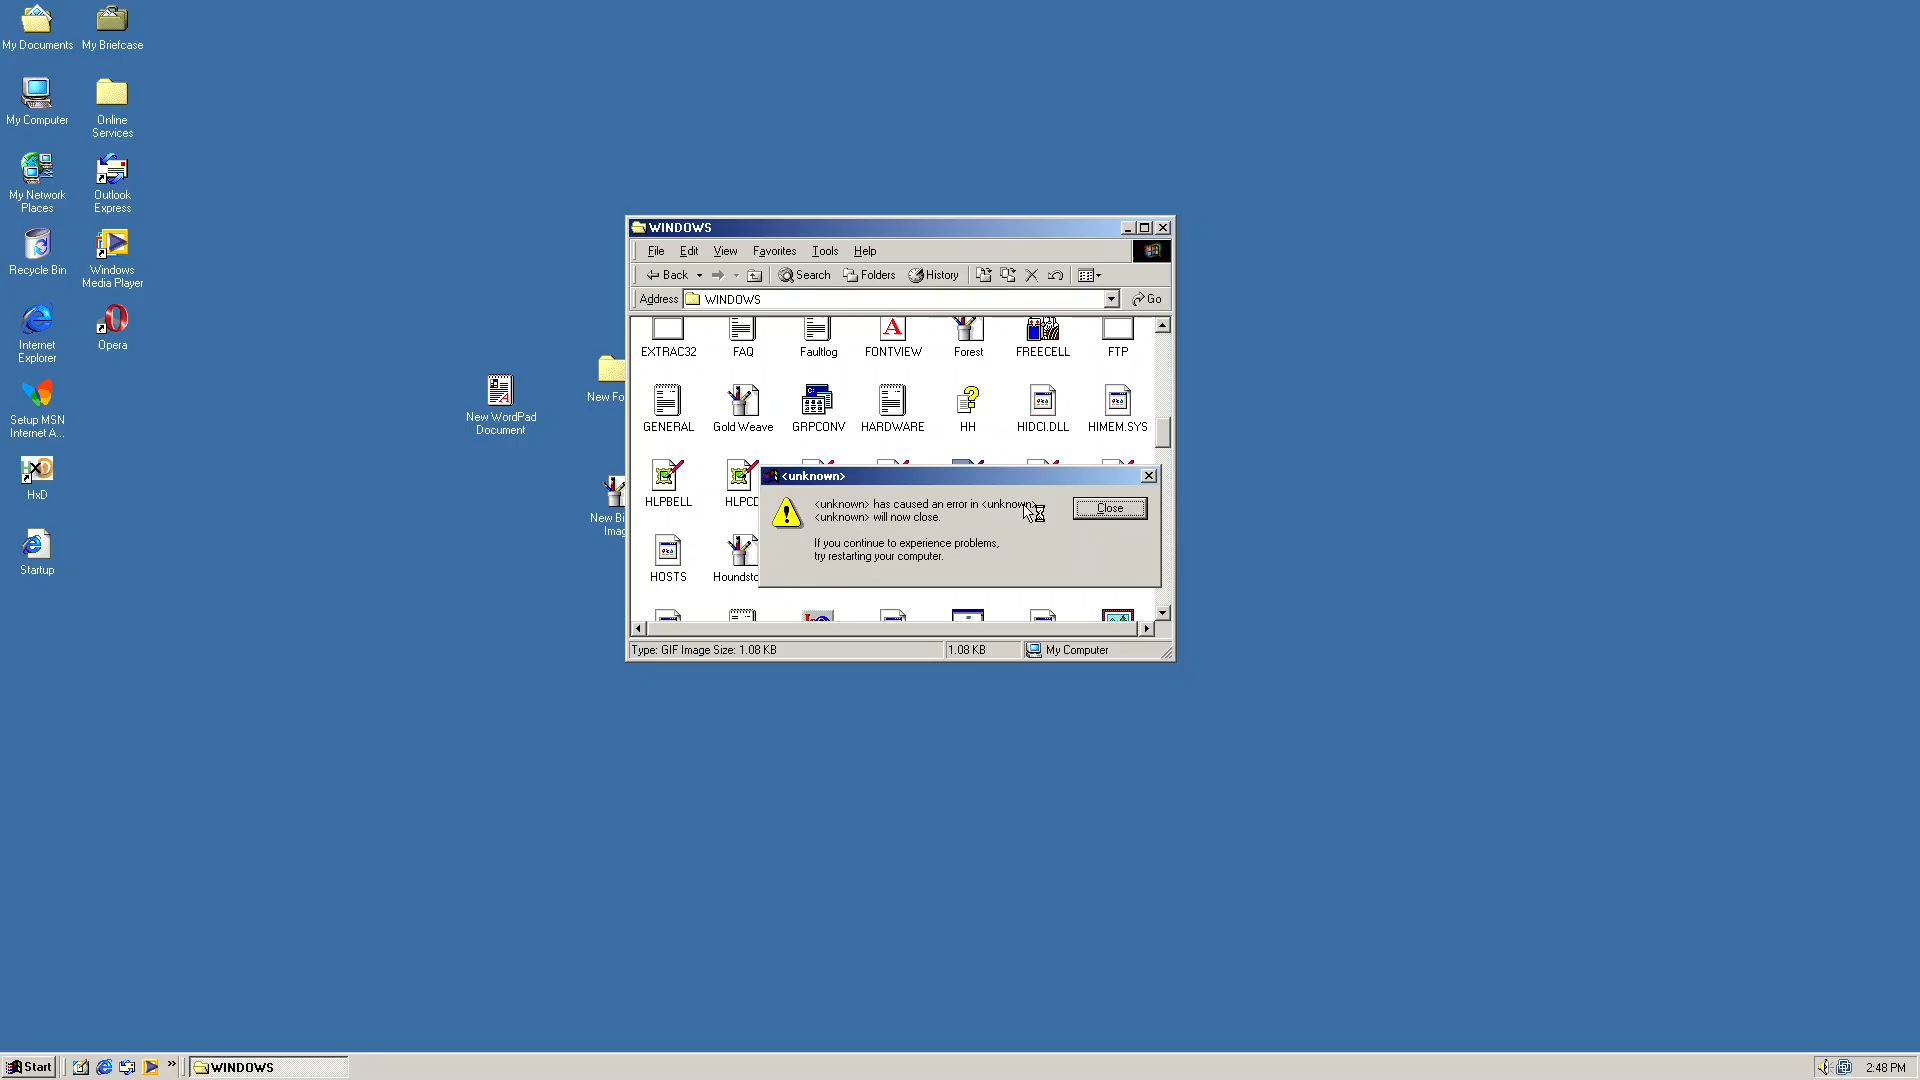 My Documents
My Briefcase
My Computer
Online
Services
My Network
Places
Outlook
Express
Recycle Bin
Windows
Media Player
Internet
Explorer
Opera
Setup MSN
Internet A...
HxD
Startup
New WordPad
Document
New Fo
New Bi
Imag
WINDOWS
File Edit View Favorites Tools Help
Back Search Folders History
Address WINDOWS Go
EXTRAC32 FAQ Faultlog FONTVIEW Forest FREECELL FTP
GENERAL Gold Weave GRPCONV HARDWARE HH HIDCI.DLL HIMEM.SYS
HLPBELL HLPCD
HOSTS Houndsto
<unknown>
<unknown> has caused an error in <unknown>
<unknown> will now close.
If you continue to experience problems,
try restarting your computer.
Close
Type: GIF Image Size: 1.08 KB 1.08 KB My Computer
Start » WINDOWS 2:48 PM